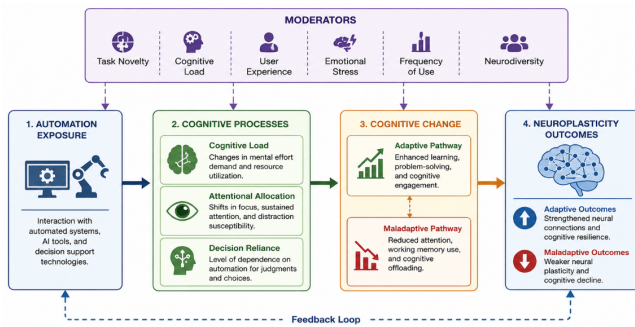 MODERATORS
Task Novelty
Cognitive
Load
User
Experience
Emotional
Stress
Frequency
of Use
Neurodiversity
1. AUTOMATION
EXPOSURE
Interaction with
automated systems,
AI tools, and
decision support
technologies.
2. COGNITIVE PROCESSES
Cognitive Load
Changes in mental effort
demand and resource
utilization.
Attentional Allocation
Shifts in focus, sustained
attention, and distraction
susceptibility.
Decision Reliance
Level of dependence on
automation for judgments
and choices.
3. COGNITIVE CHANGE
Adaptive Pathway
Enhanced learning,
problem-solving,
and cognitive
engagement.
Maladaptive Pathway
Reduced attention,
working memory use,
and cognitive
offloading.
4. NEUROPLASTICITY
OUTCOMES
Adaptive Outcomes
Strengthened neural
connections and
cognitive resilience.
Maladaptive Outcomes
Weaker neural
plasticity and
cognitive decline.
Feedback Loop